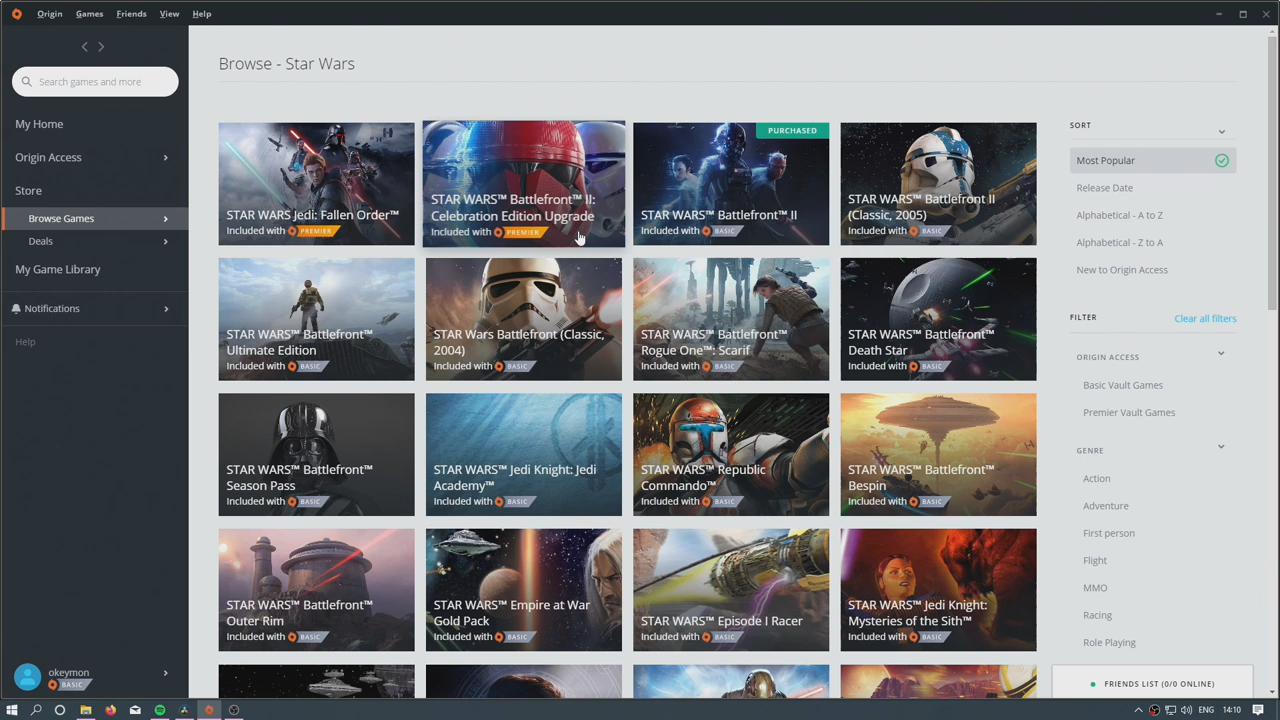 Origin Games Friends View Help
Search games and more
My Home
Origin Access
Store
Browse Games
Deals
My Game Library
Notifications
Help
okeymon
BASIC
Browse - Star Wars
STAR WARS Jedi: Fallen Order™
Included with PREMIER
STAR WARS™ Battlefront™ II:
Celebration Edition Upgrade
Included with PREMIER
PURCHASED
STAR WARS™ Battlefront™ II
Included with BASIC
STAR WARS™ Battlefront II
(Classic, 2005)
Included with BASIC
STAR WARS™ Battlefront™
Ultimate Edition
Included with BASIC
STAR Wars Battlefront (Classic,
2004)
Included with BASIC
STAR WARS™ Battlefront™
Rogue One™: Scarif
Included with BASIC
STAR WARS™ Battlefront™
Death Star
Included with BASIC
STAR WARS™ Battlefront™
Season Pass
Included with BASIC
STAR WARS™ Jedi Knight: Jedi
Academy™
Included with BASIC
STAR WARS™ Republic
Commando™
Included with BASIC
STAR WARS™ Battlefront™
Bespin
Included with BASIC
STAR WARS™ Battlefront™
Outer Rim
Included with BASIC
STAR WARS™ Empire at War
Gold Pack
Included with BASIC
STAR WARS™ Episode I Racer
Included with BASIC
STAR WARS™ Jedi Knight:
Mysteries of the Sith™
Included with BASIC
SORT
Most Popular
Release Date
Alphabetical - A to Z
Alphabetical - Z to A
New to Origin Access
FILTER Clear all filters
ORIGIN ACCESS
Basic Vault Games
Premier Vault Games
GENRE
Action
Adventure
First person
Flight
MMO
Racing
Role Playing
FRIENDS LIST (0/0 ONLINE)
ENG 14:10